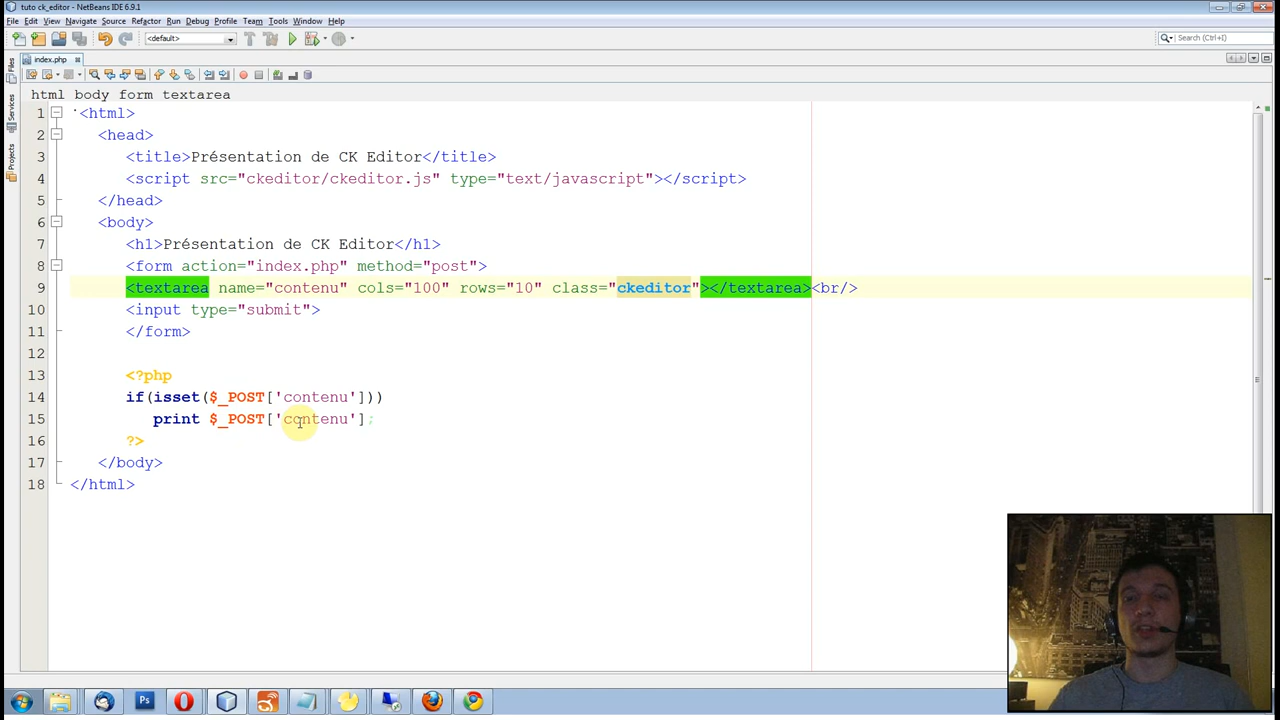 tuto ck_editor - NetBeans IDE 6.9.1
File Edit View Navigate Source Refactor Run Debug Profile Team Tools Window Help
<default>
Search (Ctrl+I)
index.php
Files
Services
Projects
html body form textarea
1 <html>
2 <head>
3 <title>Présentation de CK Editor</title>
4 <script src="ckeditor/ckeditor.js" type="text/javascript"></script>
5 </head>
6 <body>
7 <h1>Présentation de CK Editor</h1>
8 <form action="index.php" method="post">
9 <textarea name="contenu" cols="100" rows="10" class="ckeditor"></textarea><br/>
10 <input type="submit">
11 </form>
12
13 <?php
14 if(isset($_POST['contenu']))
15 print $_POST['contenu'];
16 ?>
17 </body>
18 </html>
Ps